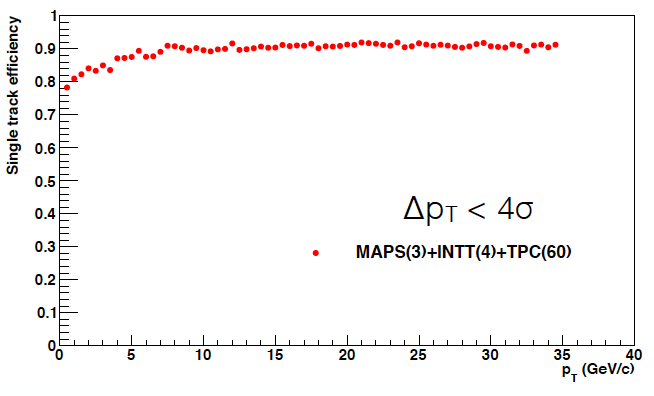 Single track efficiency
1
0.9
0.8
0.7
0.6
0.5
0.4
0.3
0.2
0.1
0
ΔpT < 4σ
MAPS(3)+INTT(4)+TPC(60)
0 5 10 15 20 25 30 35 40
pT (GeV/c)